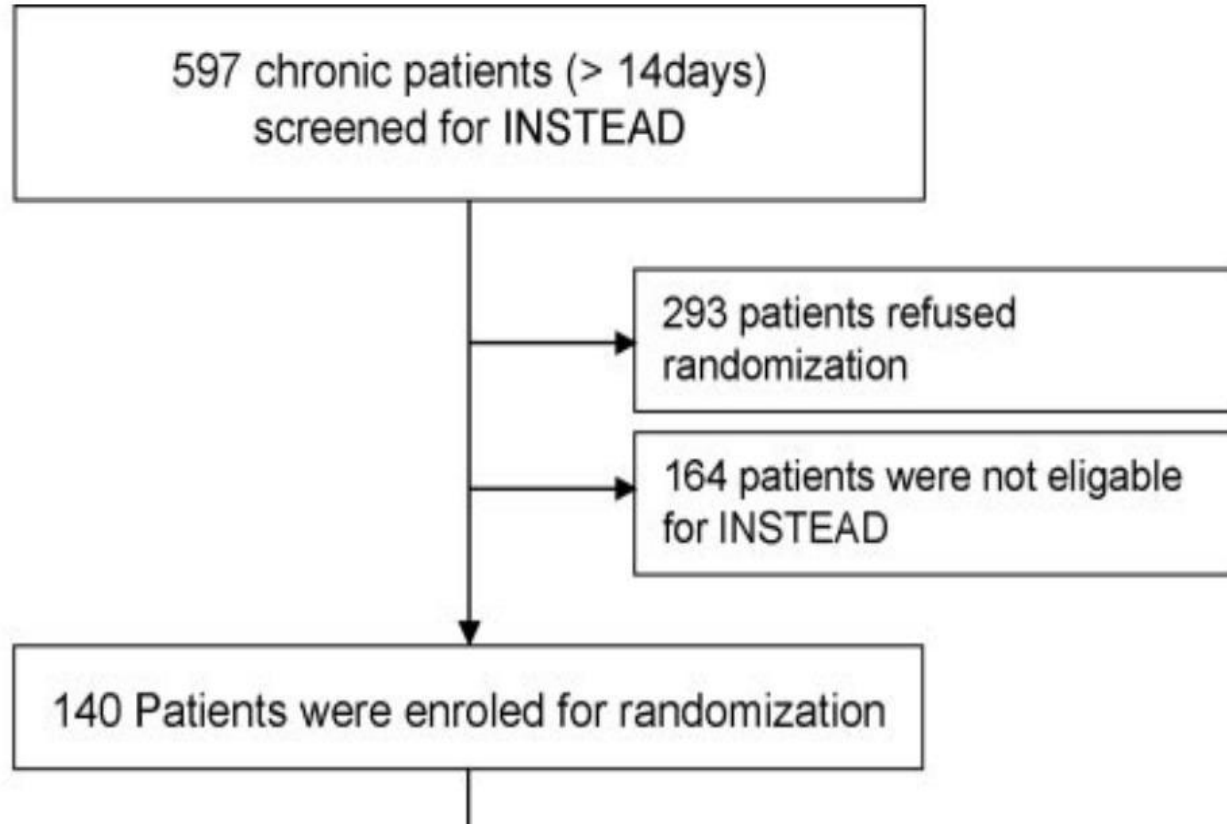 597 chronic patients (> 14days)
screened for INSTEAD
293 patients refused
randomization
164 patients were not eligable
for INSTEAD
140 Patients were enroled for randomization